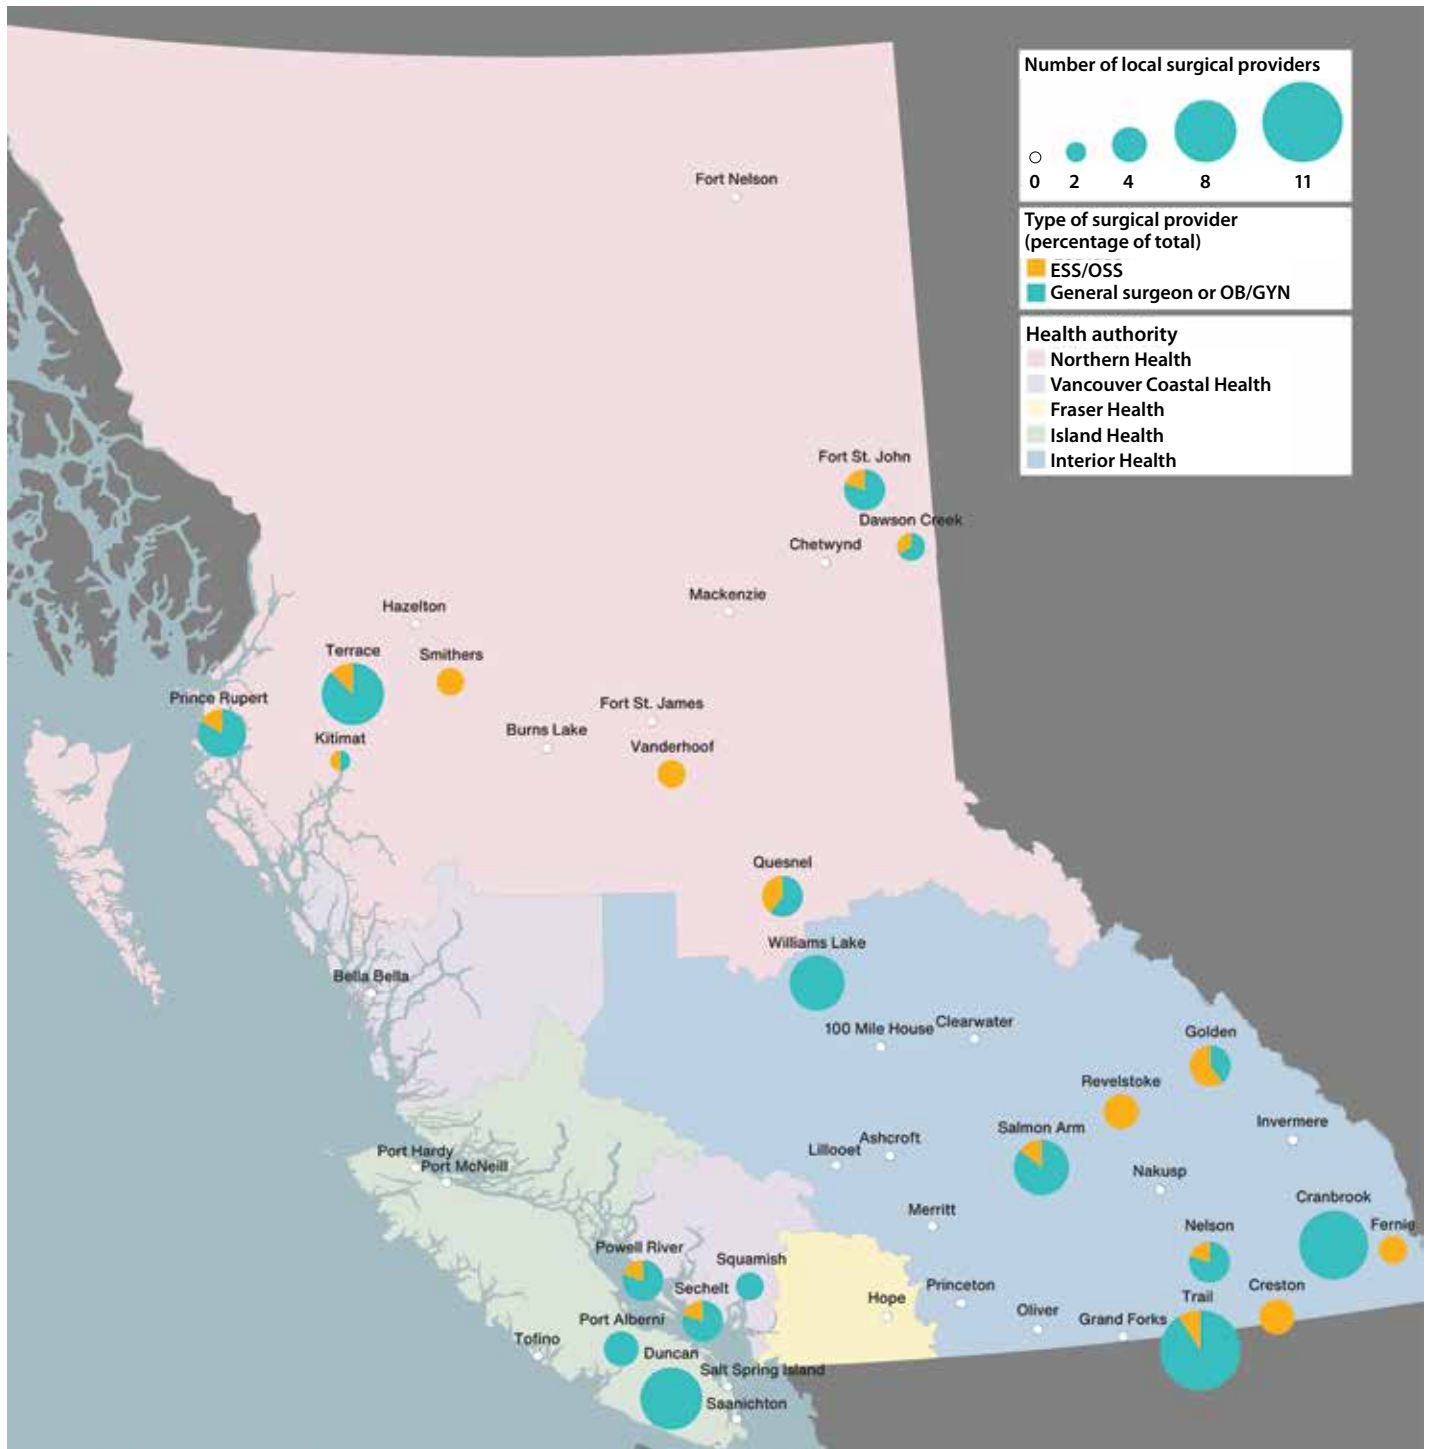 Number of local surgical providers
0 2 4 8 11
Type of surgical provider
(percentage of total)
ESS/OSS
General surgeon or OB/GYN
Health authority
Northern Health
Vancouver Coastal Health
Fraser Health
Island Health
Interior Health
Fort Nelson
Fort St. John
Dawson Creek
Chetwynd
Mackenzie
Hazelton
Terrace
Smithers
Prince Rupert
Fort St. James
Burns Lake
Kitimat
Vanderhoof
Quesnel
Williams Lake
Bella Bella
100 Mile House
Clearwater
Golden
Revelstoke
Salmon Arm
Invermere
Ashcroft
Lillooet
Port Hardy
Port McNeill
Nakusp
Cranbrook
Merritt
Nelson
Fernie
Powell River
Squamish
Sechelt
Princeton
Creston
Hope
Trail
Oliver
Grand Forks
Port Alberni
Tofino
Duncan
Salt Spring Island
Saanichton